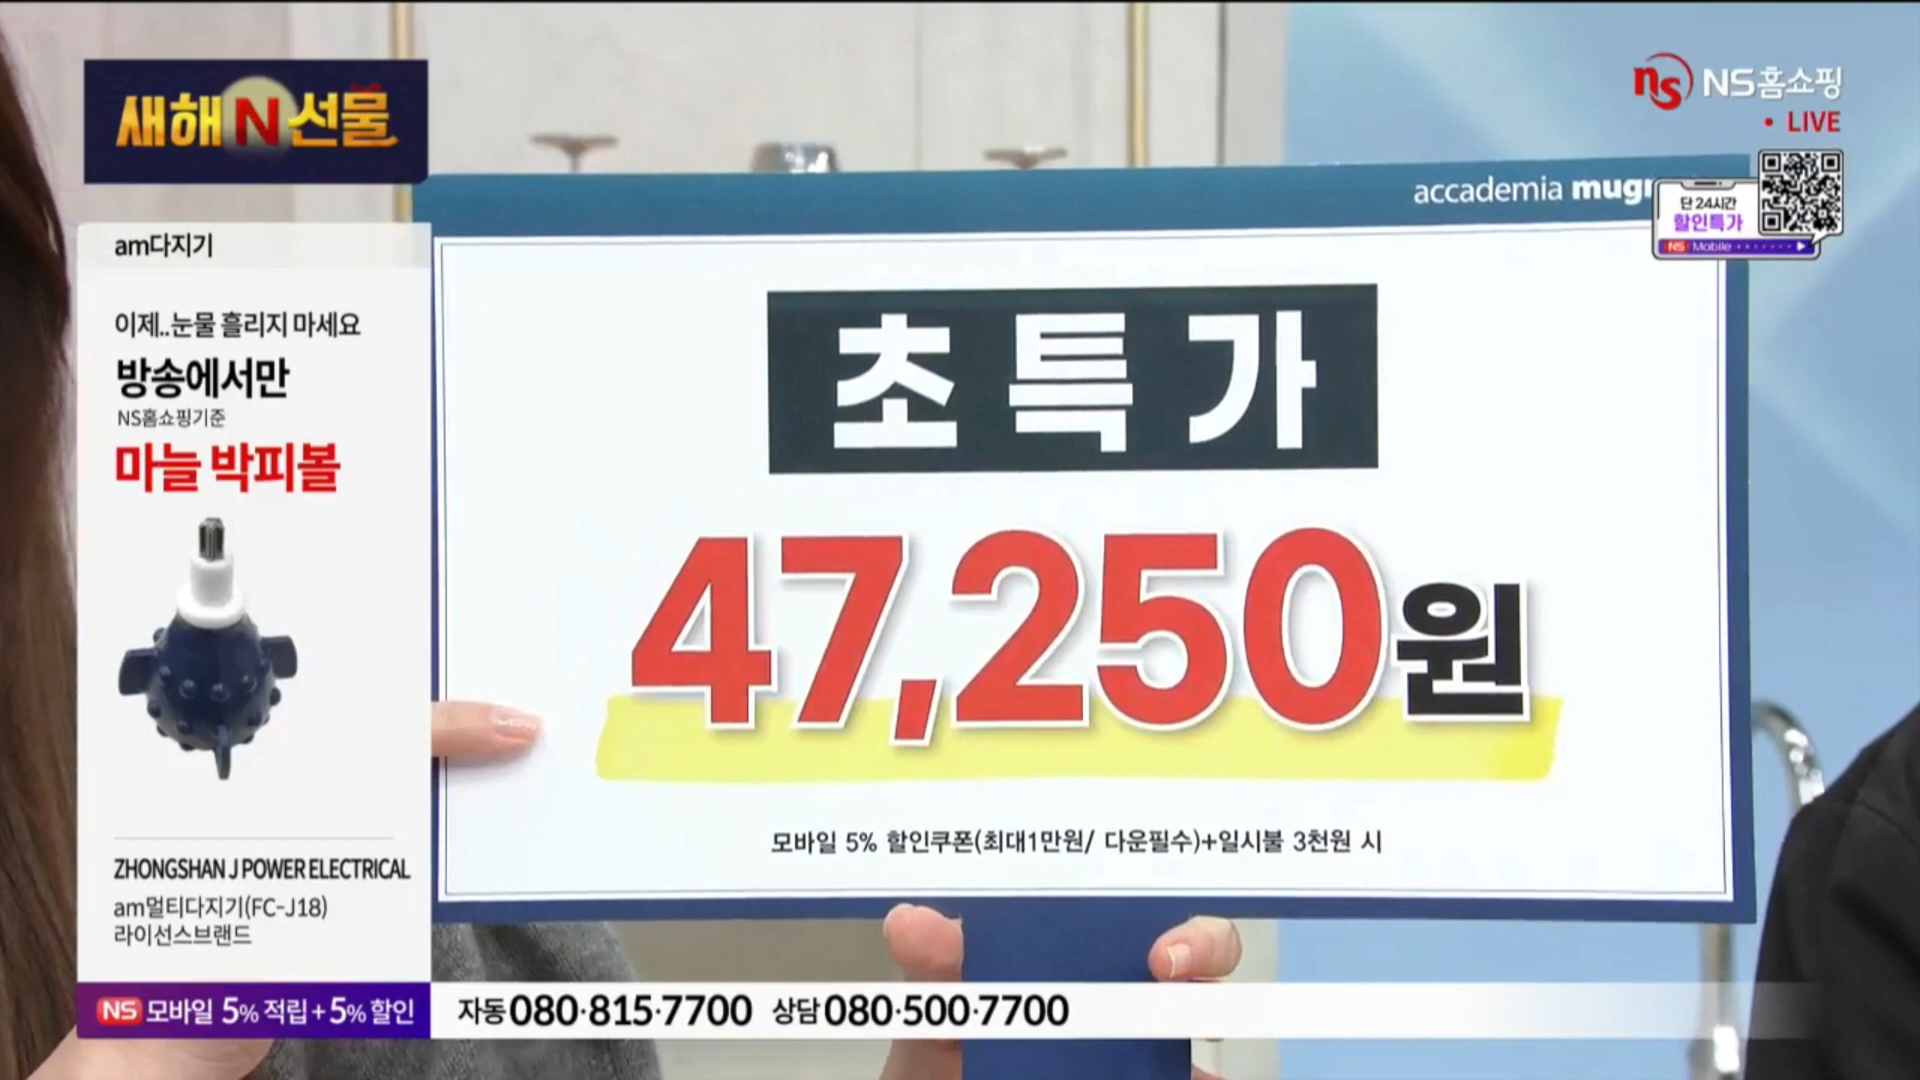 새해 N 선물
NS홈쇼핑
• LIVE
단 24시간
할인특가
NS Mobile
accademia
am다지기
이제..눈물 흘리지 마세요
방송에서만
NS홈쇼핑기준
마늘 박피볼
ZHONGSHAN J POWER ELECTRICAL
am멀티다지기(FC-J18)
라이선스브랜드
초특가
47,250원
모바일 5% 할인쿠폰(최대1만원/ 다운필수)+일시불 3천원 시
NS 모바일 5% 적립 + 5% 할인
자동 080·815·7700 상담 080·500·7700